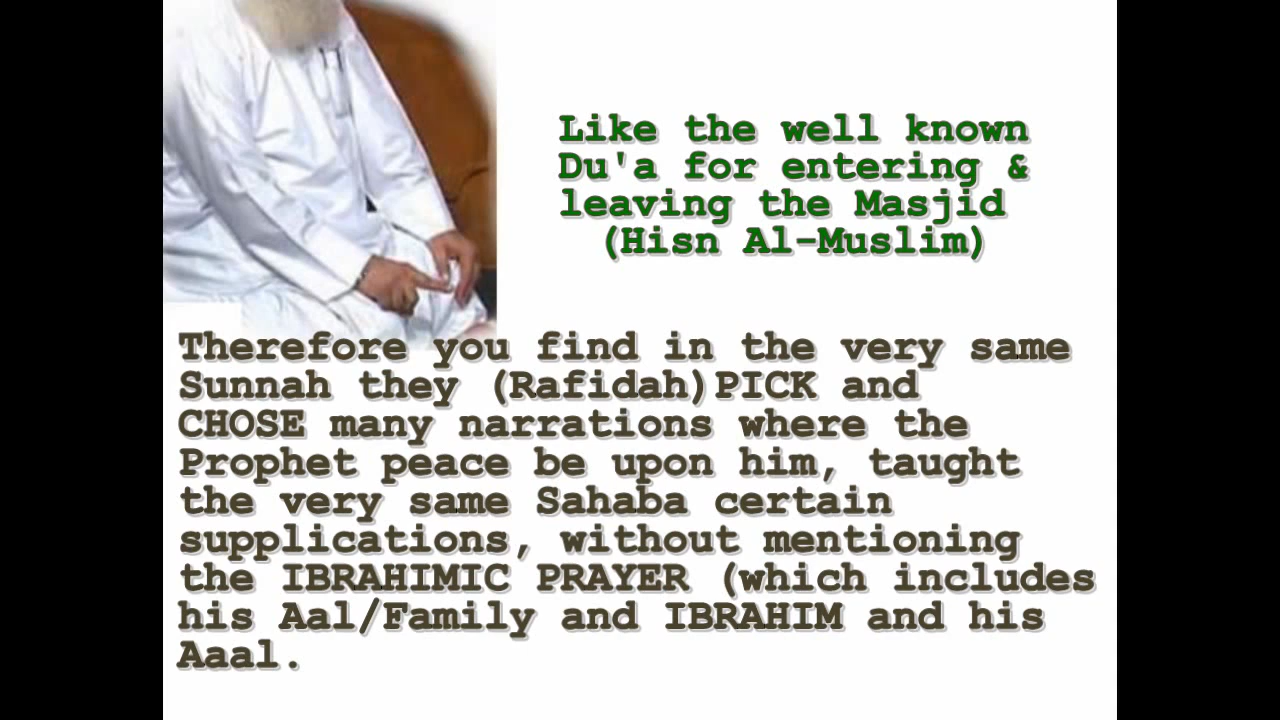 Like the well known
Du'a for entering &
leaving the Masjid
(Hisn Al-Muslim)
Therefore you find in the very same
Sunnah they (Rafidah)PICK and
CHOSE many narrations where the
Prophet peace be upon him, taught
the very same Sahaba certain
supplications, without mentioning
the IBRAHIMIC PRAYER (which includes
his Aal/Family and IBRAHIM and his
Aaal.